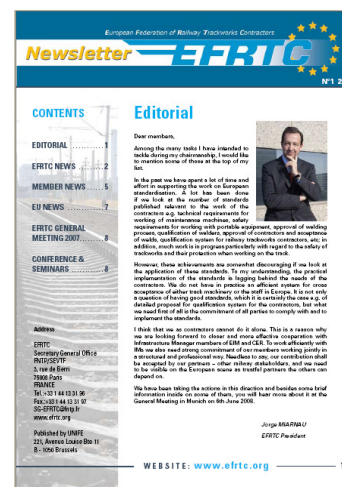 European Federation of Railway Trackworks Contractors
Newsletter EFRTC
N°1 2
CONTENTS
EDITORIAL ............1
EFRTC NEWS ..........2
MEMBER NEWS ......5
EU NEWS ...............7
EFRTC GENERAL
MEETING 2007........8
CONFERENCE &
SEMINARS ............8
Address
EFRTC
Secretary General Office
FNTP/SEVTF
3, rue de Berri
75008 Paris
FRANCE
Tel.:+33 1 44 13 31 96
Fax.:+33 1 44 13 31 97
SG-EFRTC@fntp.fr
www.efrtc.org
Published by UNIFE
221, Avenue Louise Bte 11
B - 1050 Brussels
Editorial
Dear members,
Among the many tasks I have intended to
tackle during my chairmanship, I would like
to mention some of those at the top of my
list.
In the past we have spent a lot of time and
effort in supporting the work on European
standardisation. A lot has been done
if we look at the number of standards
published relevant to the work of the
contractors e.g. technical requirements for
working of maintenance machines, safety
requirements for working with portable equipment, approval of welding
process, qualification of welders, approval of contractors and acceptance
of welds, qualification system for railway trackworks contractors, etc; in
addition, much work is in progress particularly with regard to the safety of
trackworks and their protection when working on the track.
However, these achievements are somewhat discouraging if we look at
the application of these standards. To my understanding, the practical
implementation of the standards is lagging behind the needs of the
contractors. We do not have in practice an efficient system for cross
acceptance of either track machinery or the staff in Europe. It is not only
a question of having good standards, which it is certainly the case e.g. of
detailed proposal for qualification system for the contractors, but what
we need first of all is the commitment of all parties to comply with and to
implement the standards.
I think that we as contractors cannot do it alone. This is a reason why
we are looking forward to closer and more effective cooperation with
Infrastructure Manager members of EIM and CER. To work efficiently with
IMs we also need strong commitment of our members working jointly in
a structured and professional way. Needless to say, our contribution shall
be accepted by our partners – other railway stakeholders, and we need
to be visible on the European scene as trustful partners the others can
depend on.
We have been taking the actions in this direction and besides some brief
information inside on some of them, you will hear more about it at the
General Meeting in Munich on 6th June 2008.
Jorge MIARNAU
EFRTC President
WEBSITE: www.efrtc.org
1